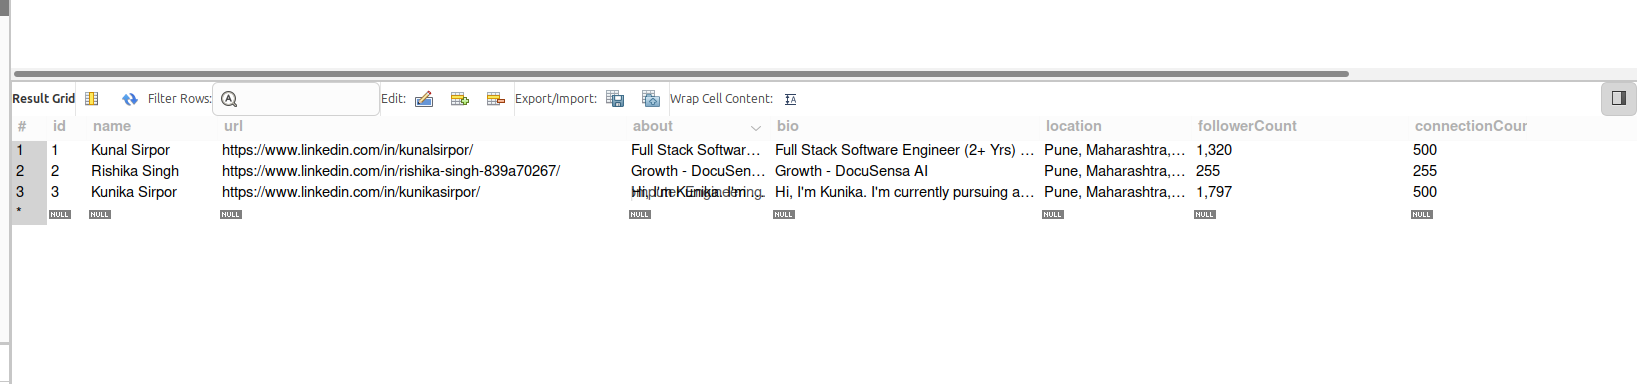 Result Grid Filter Rows: Edit: Export/Import: Wrap Cell Content:
# id name url about bio location followerCount connectionCour
1 1 Kunal Sirpor https://www.linkedin.com/in/kunalsirpor/ Full Stack Softwar... Full Stack Software Engineer (2+ Yrs) ... Pune, Maharashtra,... 1,320 500
2 2 Rishika Singh https://www.linkedin.com/in/rishika-singh-839a70267/ Growth - DocuSen... Growth - DocuSensa AI Pune, Maharashtra,... 255 255
3 3 Kunika Sirpor https://www.linkedin.com/in/kunikasirpor/ Hi, I'm Kunika. I'm Hi, I'm Kunika. I'm currently pursuing a... Pune, Maharashtra,... 1,797 500
* NULL NULL NULL NULL NULL NULL NULL NULL